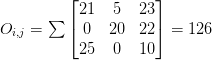 $O_{i,j} = \sum \begin{bmatrix} 21 & 5 & 23 \\ 0 & 20 & 22 \\ 25 & 0 & 10 \end{bmatrix} = 126$